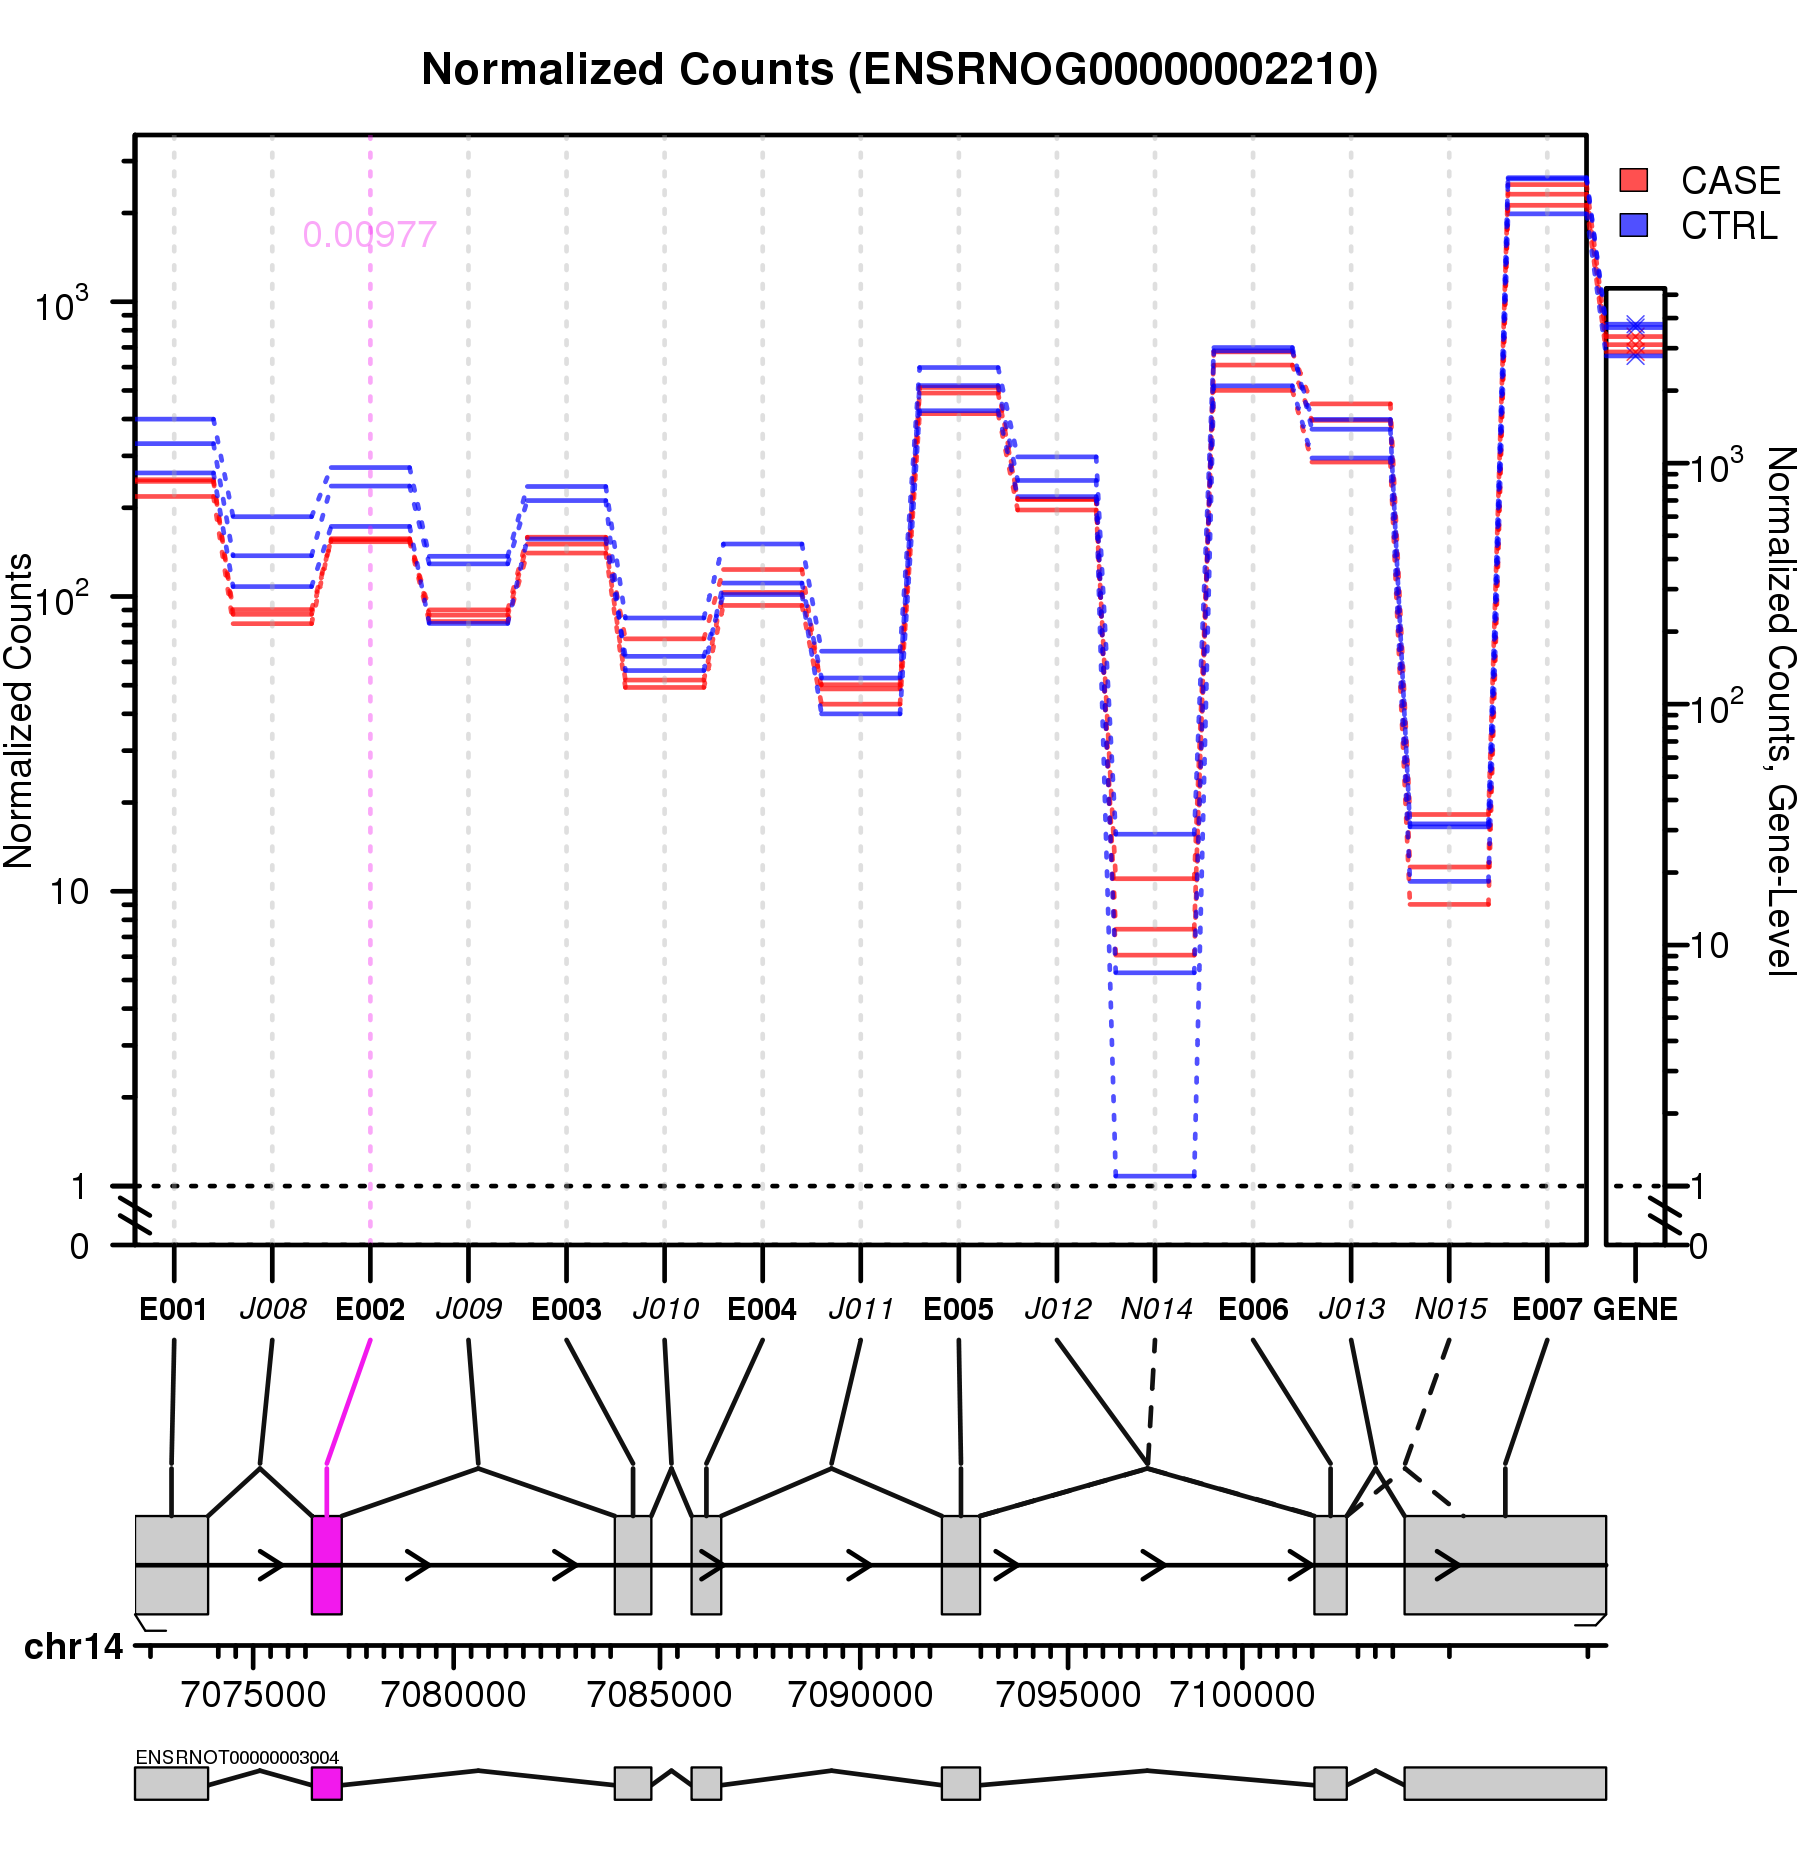 Normalized Counts (ENSRNOG00000002210)
CASE
CTRL
0.00977
Normalized Counts
10³
10²
10
1
0
Normalized Counts, Gene-Level
10³
10²
10
1
0
E001 J008 E002 J009 E003 J010 E004 J011 E005 J012 N014 E006 J013 N015 E007 GENE
chr14
7075000 7080000 7085000 7090000 7095000 7100000
ENSRNOT00000003004